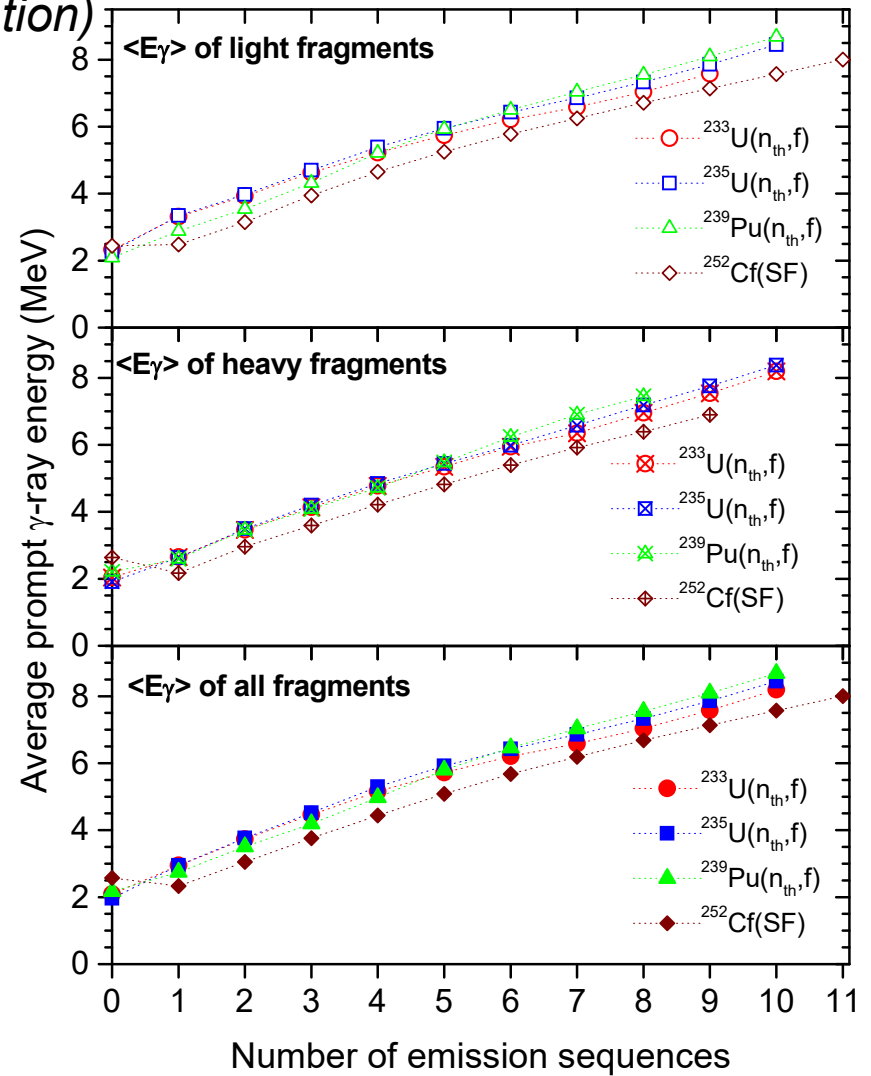 tion)
<Eγ> of light fragments
8
6
4
2
0
²³³U(nₜₕ,f)
²³⁵U(nₜₕ,f)
²³⁹Pu(nₜₕ,f)
²⁵²Cf(SF)
<Eγ> of heavy fragments
8
6
4
2
0
²³³U(nₜₕ,f)
²³⁵U(nₜₕ,f)
²³⁹Pu(nₜₕ,f)
²⁵²Cf(SF)
<Eγ> of all fragments
8
6
4
2
0
²³³U(nₜₕ,f)
²³⁵U(nₜₕ,f)
²³⁹Pu(nₜₕ,f)
²⁵²Cf(SF)
Average prompt γ-ray energy (MeV)
0 1 2 3 4 5 6 7 8 9 10 11
Number of emission sequences